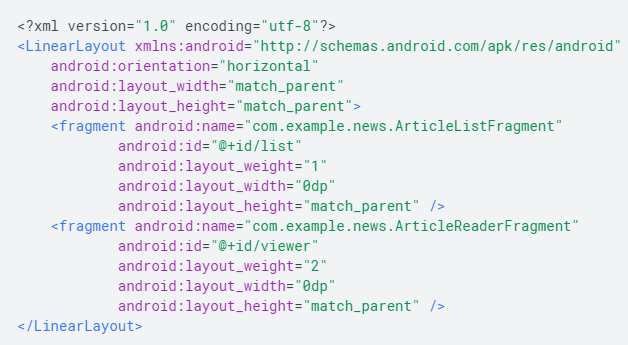 <?xml version="1.0" encoding="utf-8"?>
<LinearLayout xmlns:android="http://schemas.android.com/apk/res/android"
    android:orientation="horizontal"
    android:layout_width="match_parent"
    android:layout_height="match_parent">
    <fragment android:name="com.example.news.ArticleListFragment"
            android:id="@+id/list"
            android:layout_weight="1"
            android:layout_width="0dp"
            android:layout_height="match_parent" />
    <fragment android:name="com.example.news.ArticleReaderFragment"
            android:id="@+id/viewer"
            android:layout_weight="2"
            android:layout_width="0dp"
            android:layout_height="match_parent" />
</LinearLayout>